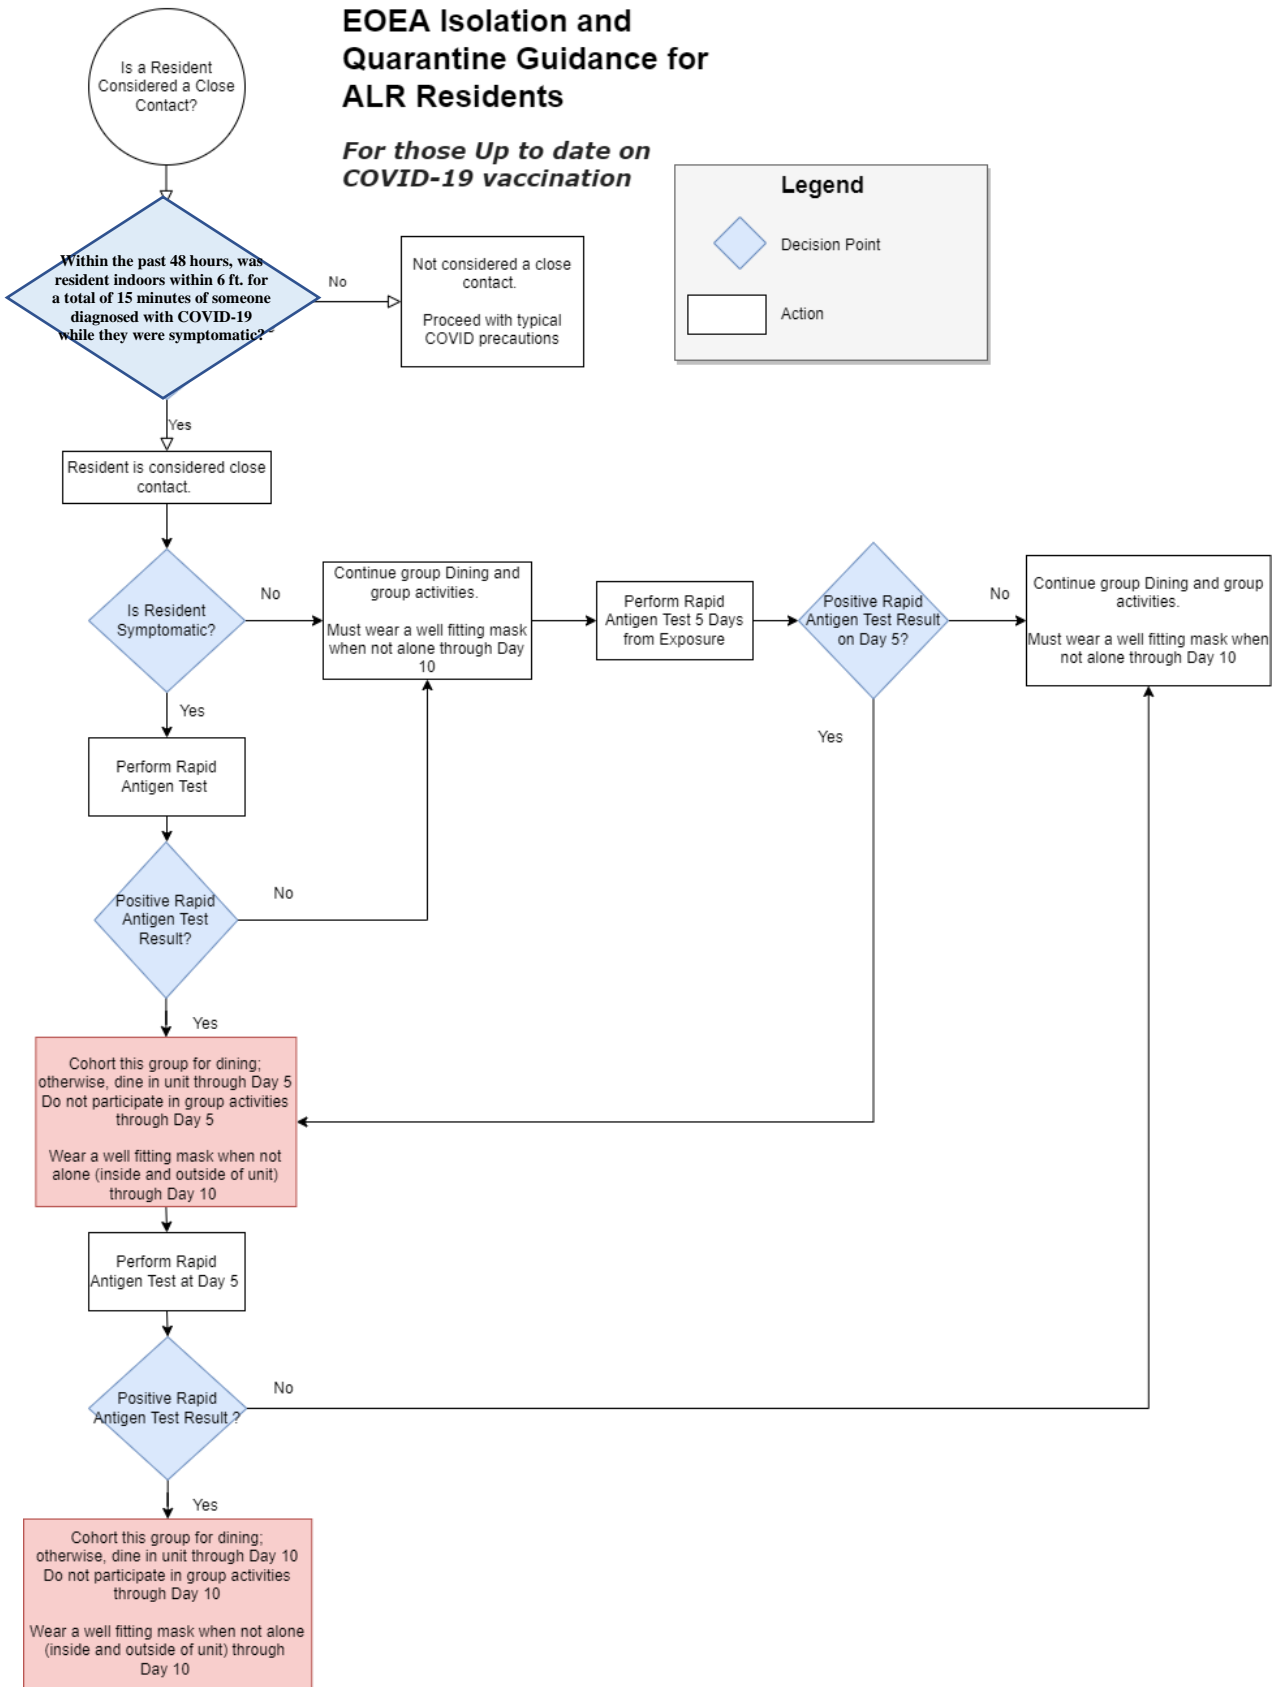 EOEA Isolation and
Quarantine Guidance for
ALR Residents
For those Up to date on
COVID-19 vaccination
Is a Resident
Considered a Close
Contact?
Legend
Decision Point
Action
Within the past 48 hours, was
resident indoors within 6 ft. for
a total of 15 minutes of someone
diagnosed with COVID-19
while they were symptomatic?
No
Not considered a close
contact.
Proceed with typical
COVID precautions
Yes
Resident is considered close
contact.
Is Resident
Symptomatic?
No
Continue group Dining and
group activities.
Must wear a well fitting mask
when not alone through Day
10
Perform Rapid
Antigen Test 5 Days
from Exposure
Positive Rapid
Antigen Test Result
on Day 5?
No
Continue group Dining and group
activities.
Must wear a well fitting mask when
not alone through Day 10
Yes
Yes
Perform Rapid
Antigen Test
Positive Rapid
Antigen Test
Result?
No
Yes
Cohort this group for dining;
otherwise, dine in unit through Day 5
Do not participate in group activities
through Day 5
Wear a well fitting mask when not
alone (inside and outside of unit)
through Day 10
Perform Rapid
Antigen Test at Day 5
Positive Rapid
Antigen Test Result ?
No
Yes
Cohort this group for dining;
otherwise, dine in unit through Day 10
Do not participate in group activities
through Day 10
Wear a well fitting mask when not alone
(inside and outside of unit) through
Day 10